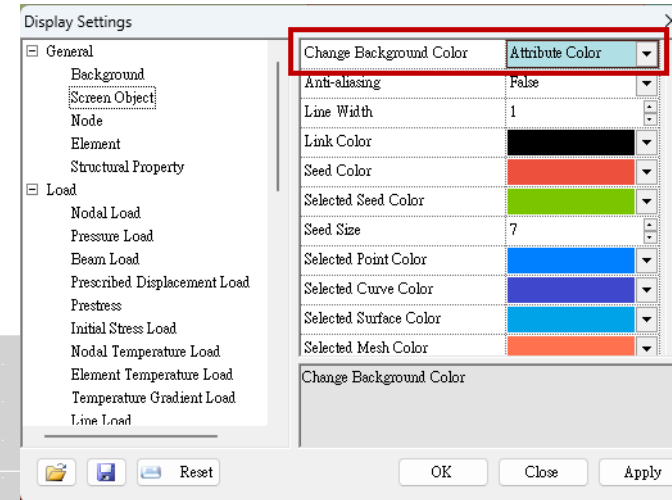 Display Settings
General
Background
Screen Object
Node
Element
Structural Property
Load
Nodal Load
Pressure Load
Beam Load
Prescribed Displacement Load
Prestress
Initial Stress Load
Nodal Temperature Load
Element Temperature Load
Temperature Gradient Load
Line Load
Change Background Color Attribute Color
Anti-aliasing False
Line Width 1
Link Color
Seed Color
Selected Seed Color
Seed Size 7
Selected Point Color
Selected Curve Color
Selected Surface Color
Selected Mesh Color
Change Background Color
Reset OK Close Apply